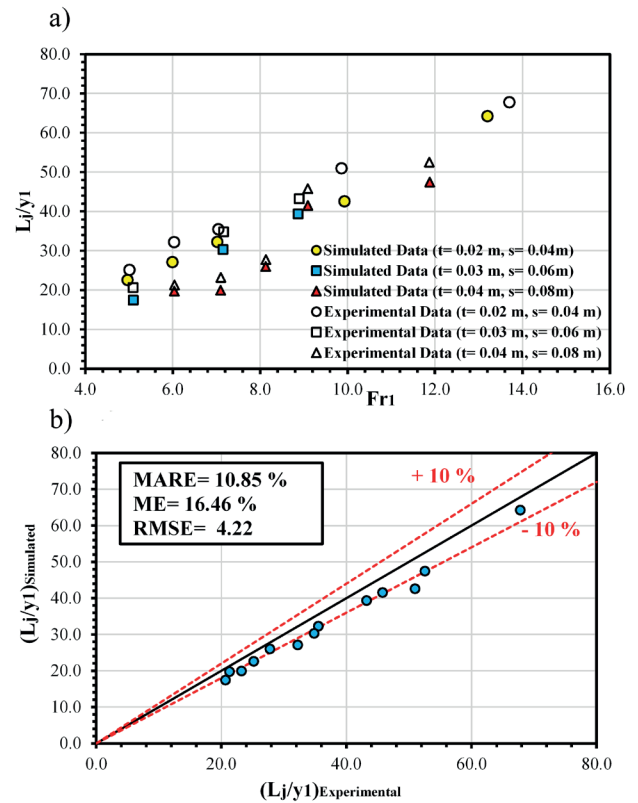 a)
80.0
70.0
60.0
50.0
40.0
30.0
20.0
10.0
0.0
Lj/y1
Simulated Data (t= 0.02 m, s= 0.04m)
Simulated Data (t= 0.03 m, s= 0.06m)
Simulated Data (t= 0.04 m, s= 0.08m)
Experimental Data (t= 0.02 m, s= 0.04 m)
Experimental Data (t= 0.03 m, s= 0.06 m)
Experimental Data (t= 0.04 m, s= 0.08 m)
4.0 6.0 8.0 10.0 12.0 14.0 16.0
Fr1
b)
80.0
70.0
60.0
50.0
40.0
30.0
20.0
10.0
0.0
(Lj/y1)Simulated
MARE= 10.85 %
ME= 16.46 %
RMSE= 4.22
+ 10 %
- 10 %
0.0 20.0 40.0 60.0 80.0
(Lj/y1)Experimental